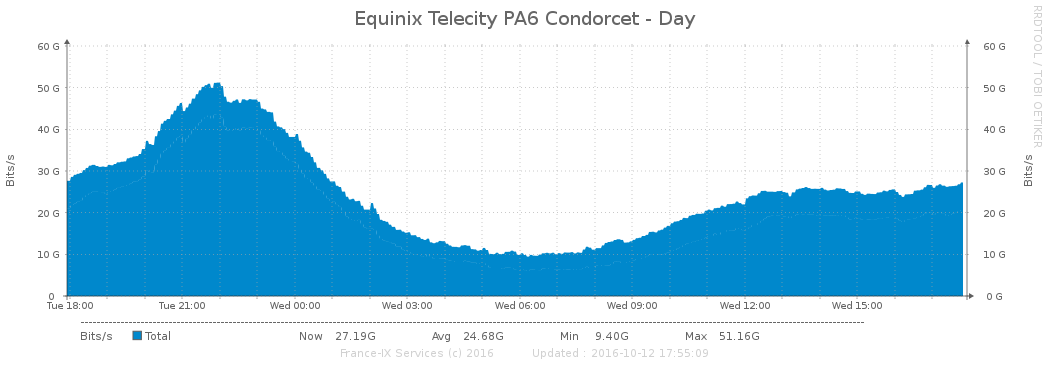 Equinix Telecity PA6 Condorcet - Day
RRDTOOL / TOBI OETIKER
60 G 60 G
50 G 50 G
40 G 40 G
30 G 30 G
20 G 20 G
10 G 10 G
0 0 G
Bits/s
Bits/s
Tue 18:00 Tue 21:00 Wed 00:00 Wed 03:00 Wed 06:00 Wed 09:00 Wed 12:00 Wed 15:00
Bits/s Total Now 27.19G Avg 24.68G Min 9.40G Max 51.16G
France-IX Services (c) 2016 Updated : 2016-10-12 17:55:09